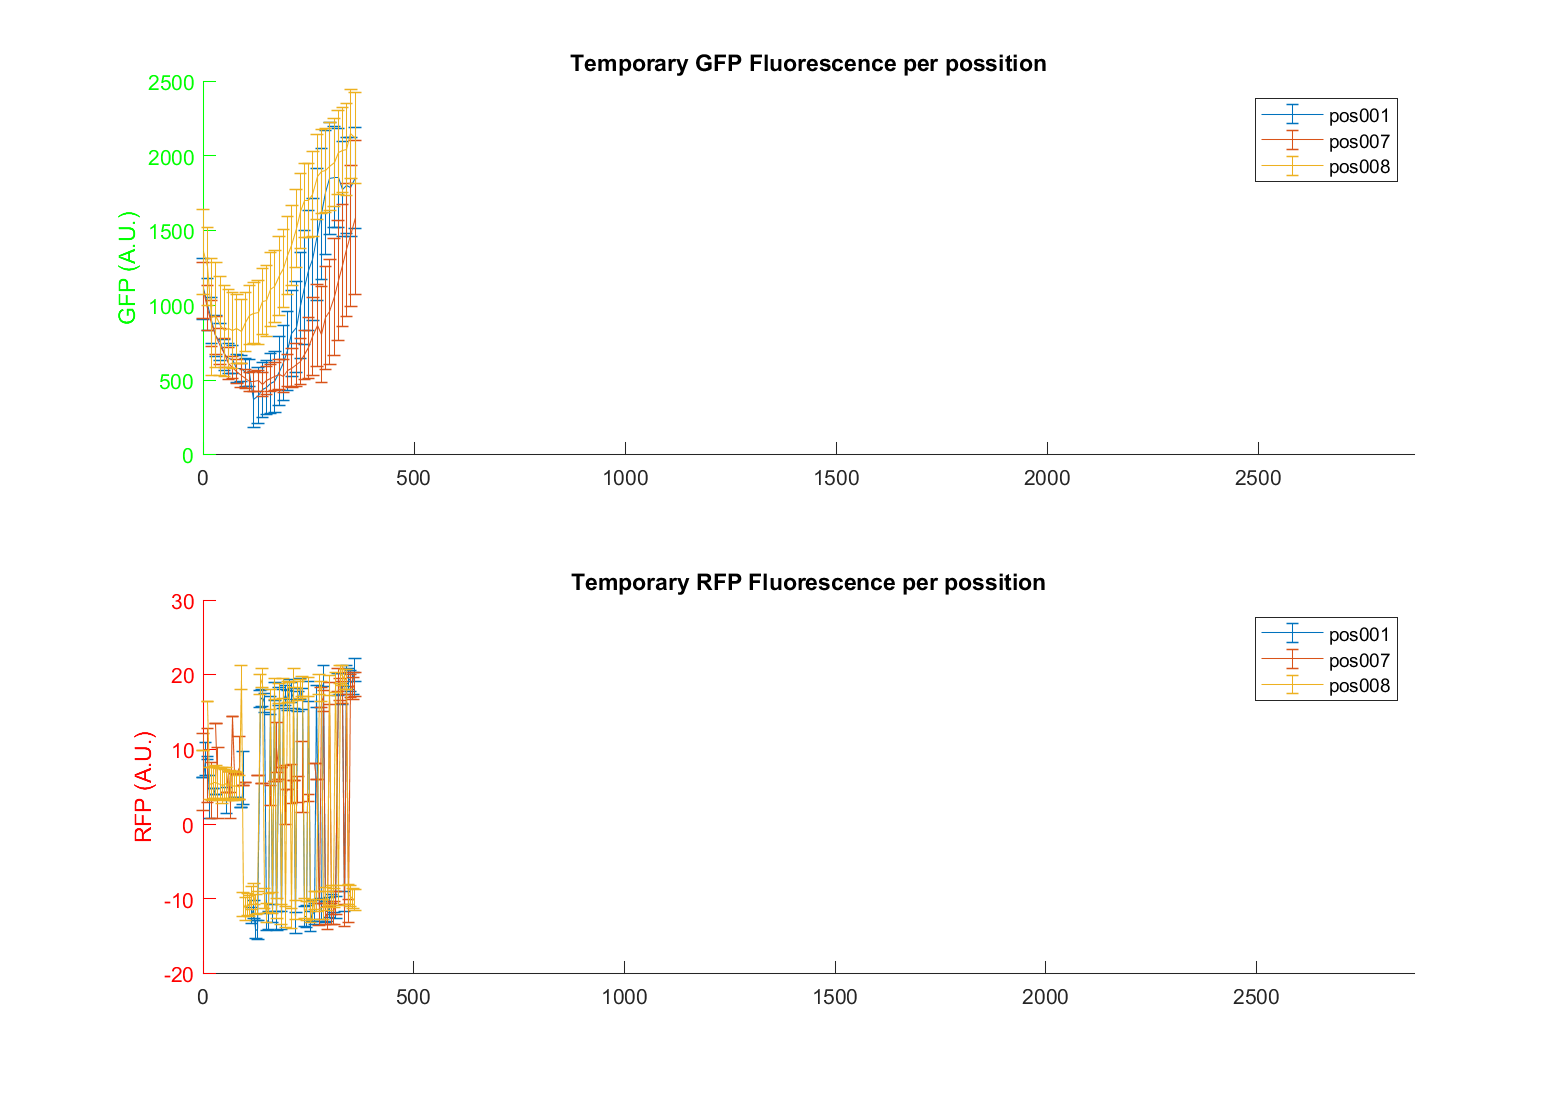 Temporary GFP Fluorescence per possition
2500
2000
1500
1000
500
0
GFP (A.U.)
pos001
pos007
pos008
0 500 1000 1500 2000 2500
Temporary RFP Fluorescence per possition
30
20
10
0
-10
-20
RFP (A.U.)
pos001
pos007
pos008
0 500 1000 1500 2000 2500